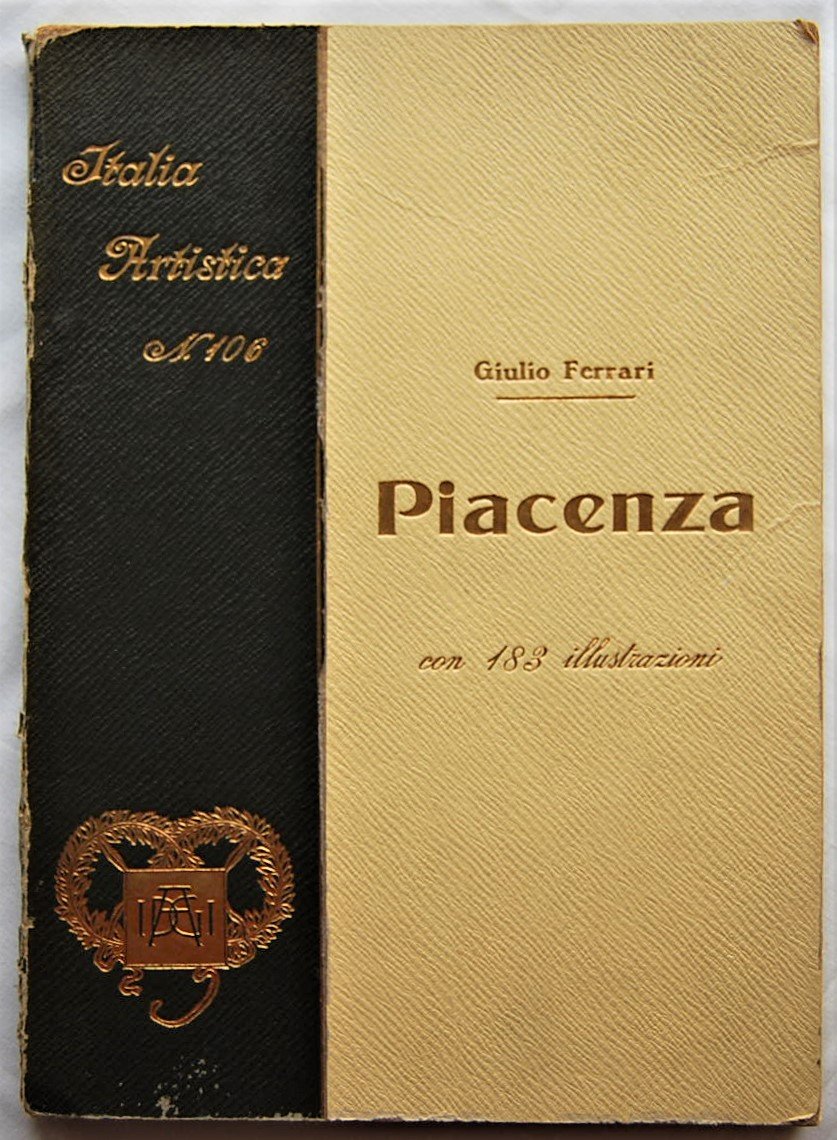 Italia
Artistica
N. 106
Giulio Ferrari
Piacenza
con 183 illustrazioni